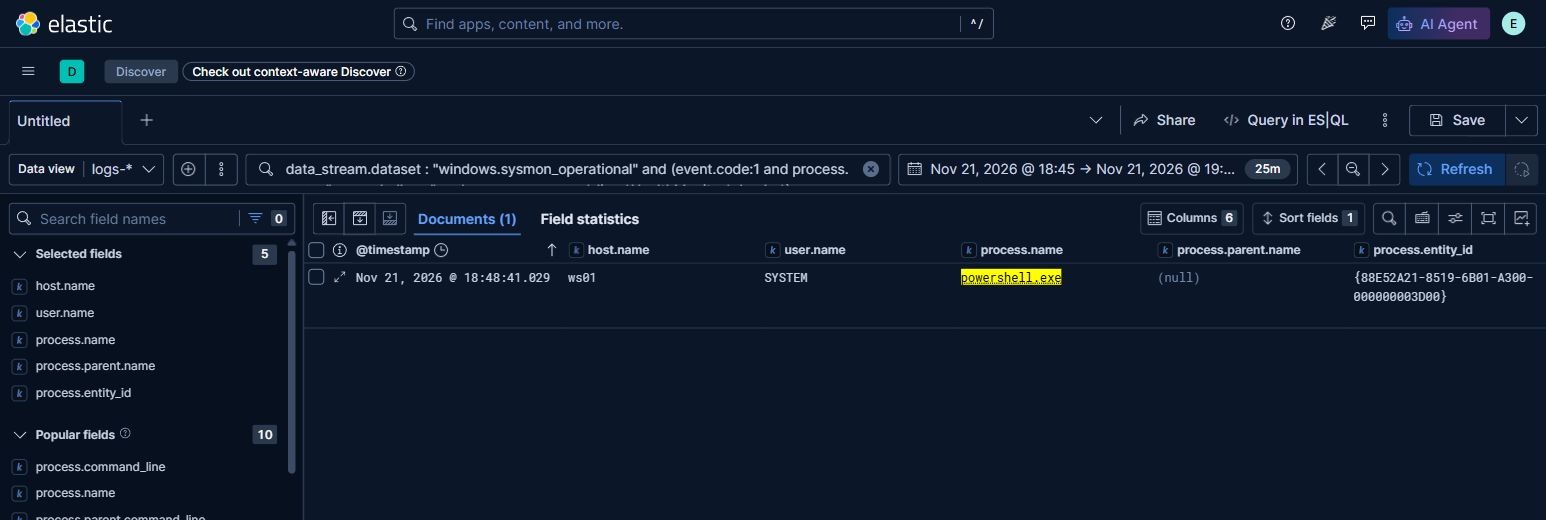 elastic
Find apps, content, and more.
^/
AI Agent
E
D
Discover
Check out context-aware Discover
Untitled
Share
Query in ES|QL
Save
Data view
logs-*
data_stream.dataset : "windows.sysmon_operational" and (event.code:1 and process.
Nov 21, 2026 @ 18:45 → Nov 21, 2026 @ 19:...
25m
Refresh
Search field names
0
Documents (1)
Field statistics
Columns 6
Sort fields 1
Selected fields
5
k host.name
k user.name
k process.name
k process.parent.name
k process.entity_id
Popular fields
10
k process.command_line
k process.name
process.parent.command_line
@timestamp
k host.name
k user.name
k process.name
k process.parent.name
k process.entity_id
Nov 21, 2026 @ 18:48:41.029
ws01
SYSTEM
powershell.exe
(null)
{88E52A21-8519-6B01-A300-
000000003D00}